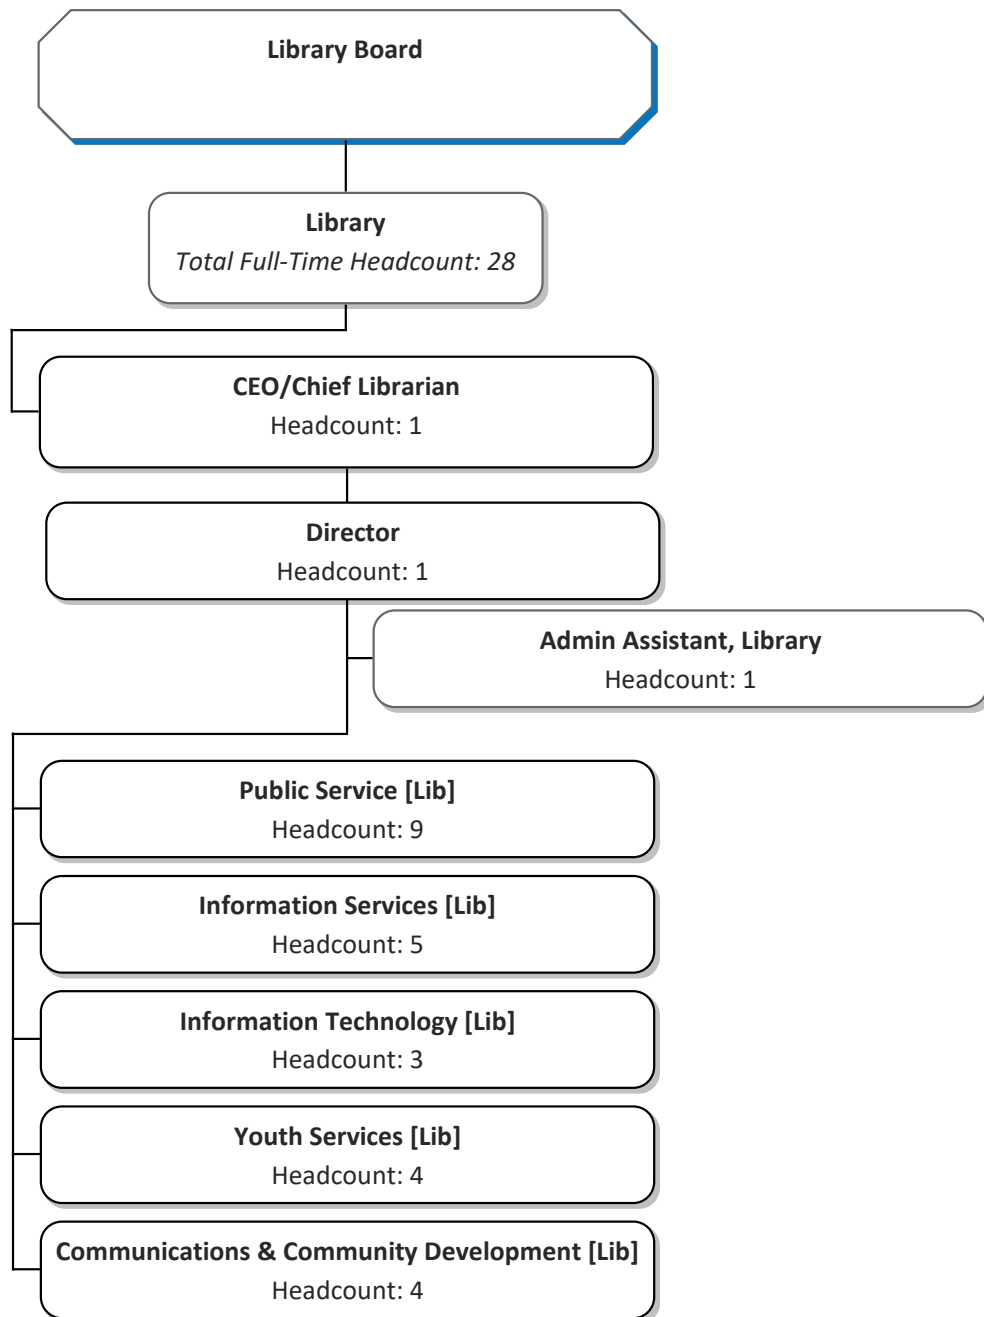 Library Board
Library
Total Full-Time Headcount: 28
CEO/Chief Librarian
Headcount: 1
Director
Headcount: 1
Admin Assistant, Library
Headcount: 1
Public Service [Lib]
Headcount: 9
Information Services [Lib]
Headcount: 5
Information Technology [Lib]
Headcount: 3
Youth Services [Lib]
Headcount: 4
Communications & Community Development [Lib]
Headcount: 4